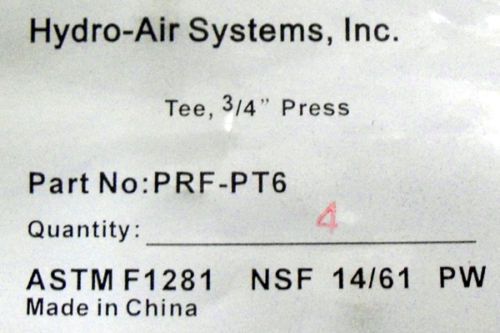 Hydro-Air Systems, Inc.
Tee, 3/4" Press
Part No:PRF-PT6
Quantity: 4
ASTM F1281 NSF 14/61 PW
Made in China